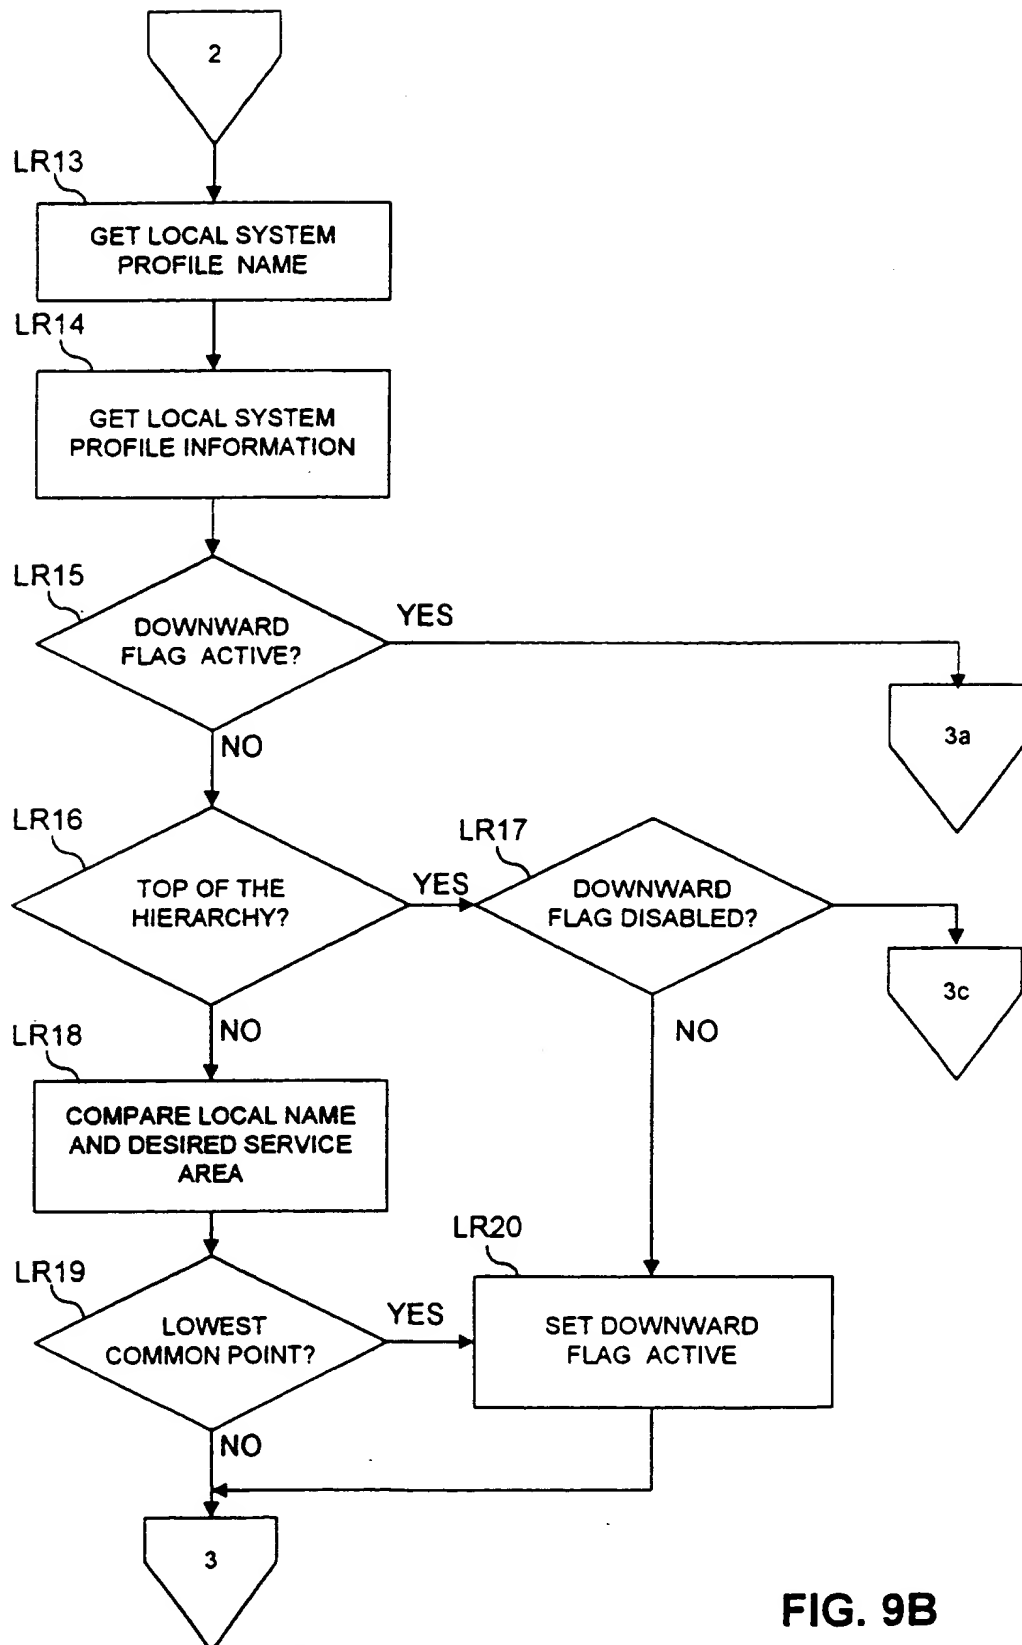 2
LR13
GET LOCAL SYSTEM
PROFILE NAME
LR14
GET LOCAL SYSTEM
PROFILE INFORMATION
LR15
DOWNWARD
FLAG ACTIVE?
YES
3a
NO
LR16
TOP OF THE
HIERARCHY?
YES
LR17
DOWNWARD
FLAG DISABLED?
3c
NO
NO
LR18
COMPARE LOCAL NAME
AND DESIRED SERVICE
AREA
LR19
LOWEST
COMMON POINT?
YES
LR20
SET DOWNWARD
FLAG ACTIVE
NO
3
FIG. 9B